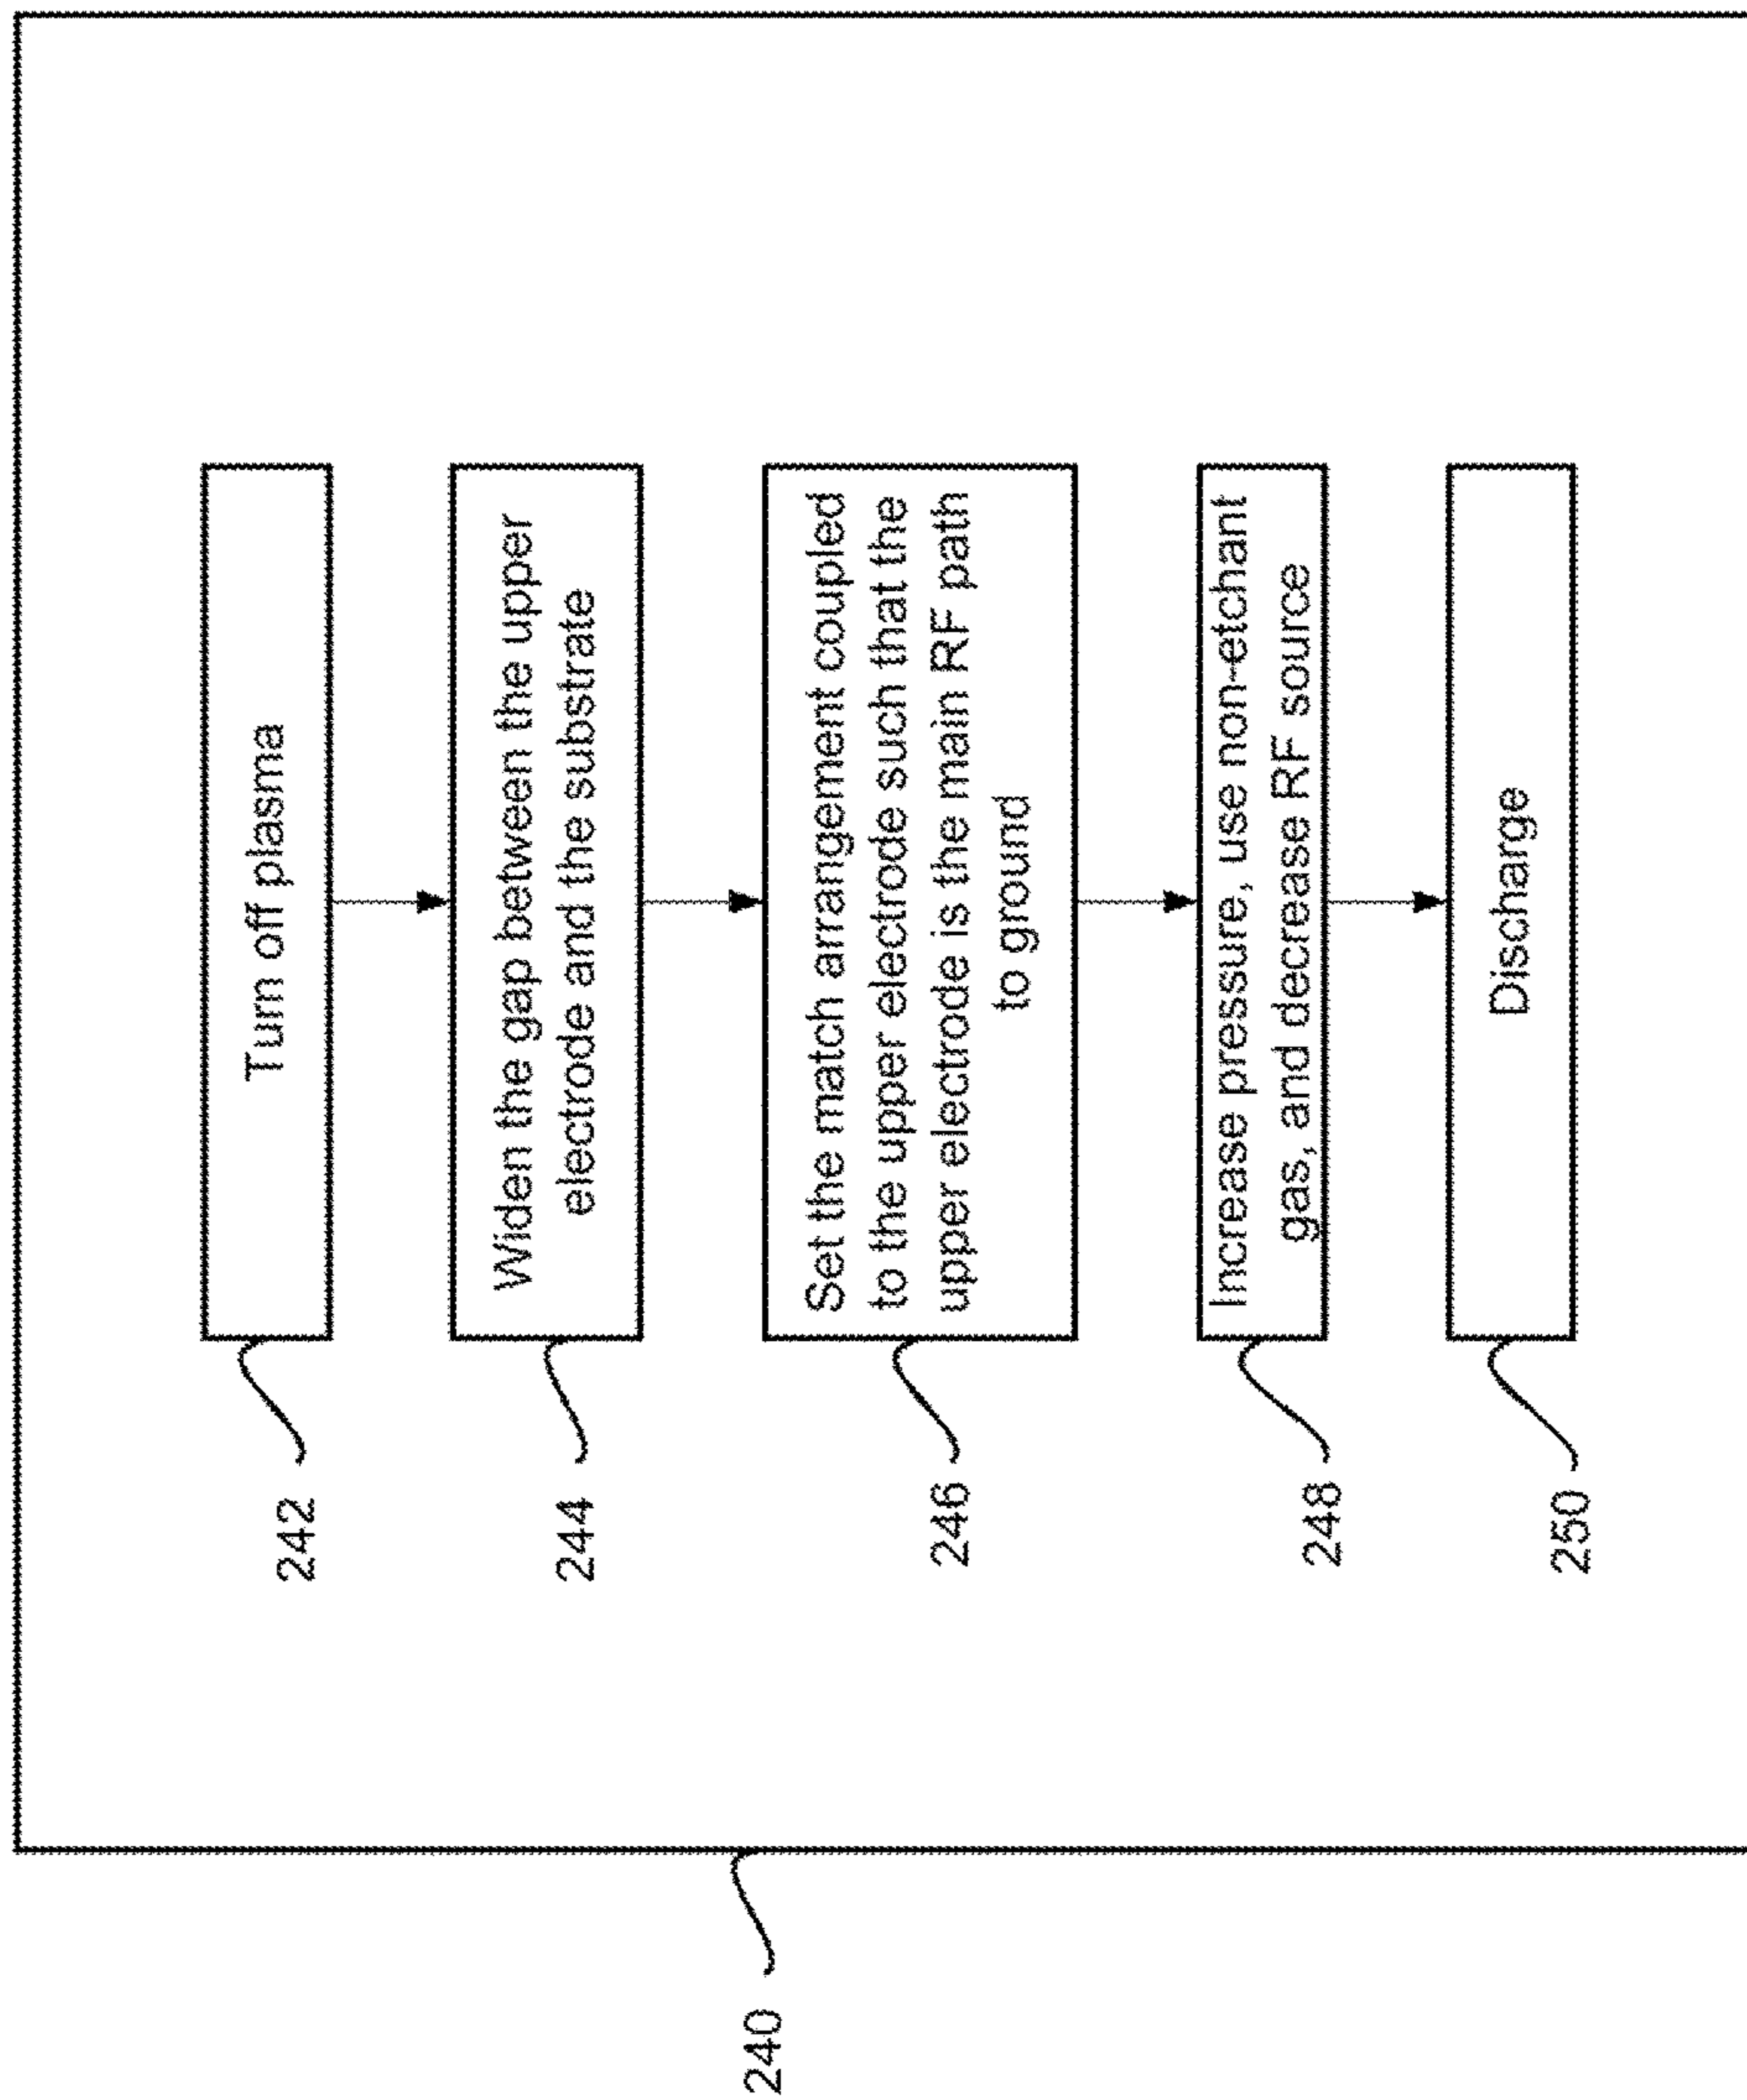 240
242
Turn off plasma
244
Widen the gap between the upper
electrode and the substrate
246
Set the match arrangement coupled
to the upper electrode such that the
upper electrode is the main RF path
to ground
248
Increase pressure, use non-etchant
gas, and decrease RF source
250
Discharge